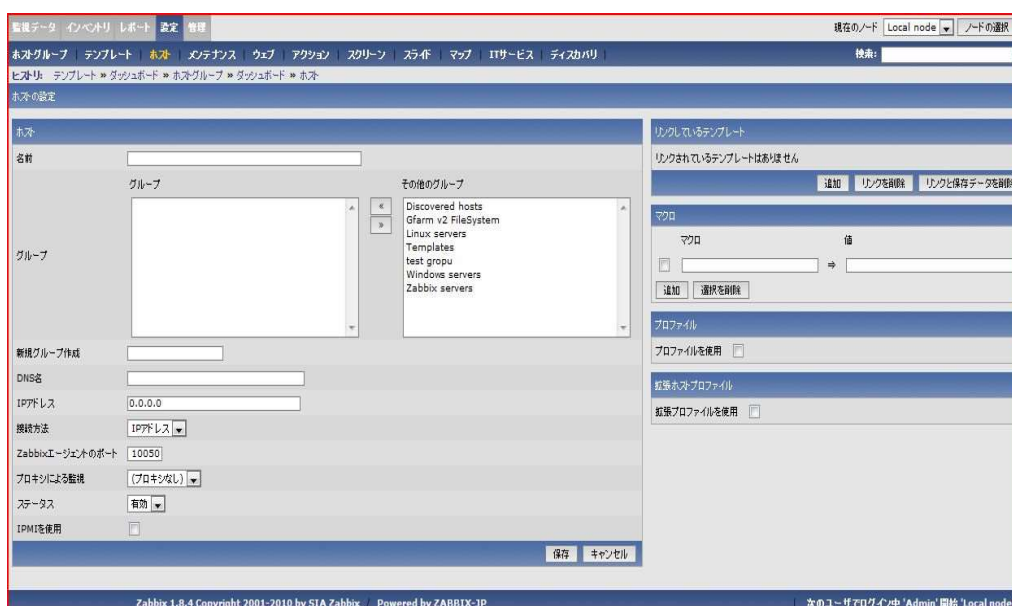 監視データ インベントリ レポート 設定 管理
現在のノード Local node ノードの選択
ホストグループ | テンプレート | ホスト | メンテナンス | ウェブ | アクション | スクリーン | スライド | マップ | ITサービス | ディスカバリ |
検索:
ヒストリ: テンプレート » ダッシュボード » ホストグループ » ダッシュボード » ホスト
ホストの設定
ホスト
名前
グループ
グループ
その他のグループ
«
»
Discovered hosts
Gfarm v2 FileSystem
Linux servers
Templates
test gropu
Windows servers
Zabbix servers
新規グループ作成
DNS名
IPアドレス 0.0.0.0
接続方法 IPアドレス
Zabbixエージェントのポート 10050
プロキシによる監視 (プロキシなし)
ステータス 有効
IPMIを使用
保存 キャンセル
リンクしているテンプレート
リンクされているテンプレートはありません
追加 リンクを削除 リンクと保存データを削除
マクロ
マクロ 値
⇒
追加 選択を削除
プロファイル
プロファイルを使用
拡張ホストプロファイル
拡張プロファイルを使用
Zabbix 1.8.4 Copyright 2001-2010 by SIA Zabbix / Powered by ZABBIX-JP
次のユーザでログイン中 'Admin' 開始 'Local node